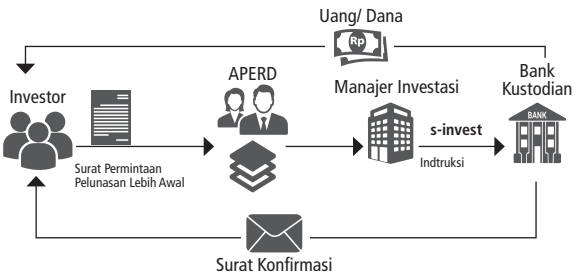 Uang/ Dana
Rp
Investor
APERD
Manajer Investasi
Bank
Kustodian
BANK
s-invest
Indtruksi
Surat Permintaan
Pelunasan Lebih Awal
Surat Konfirmasi